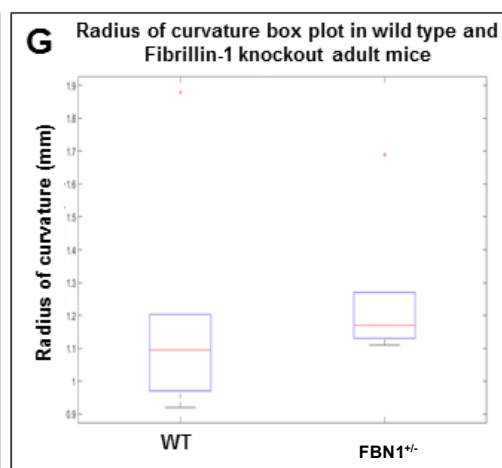 G
Radius of curvature box plot in wild type and
Fibrillin-1 knockout adult mice
Radius of curvature (mm)
1.9
1.8
1.7
1.6
1.5
1.4
1.3
1.2
1.1
1
0.9
WT
FBN1+/-